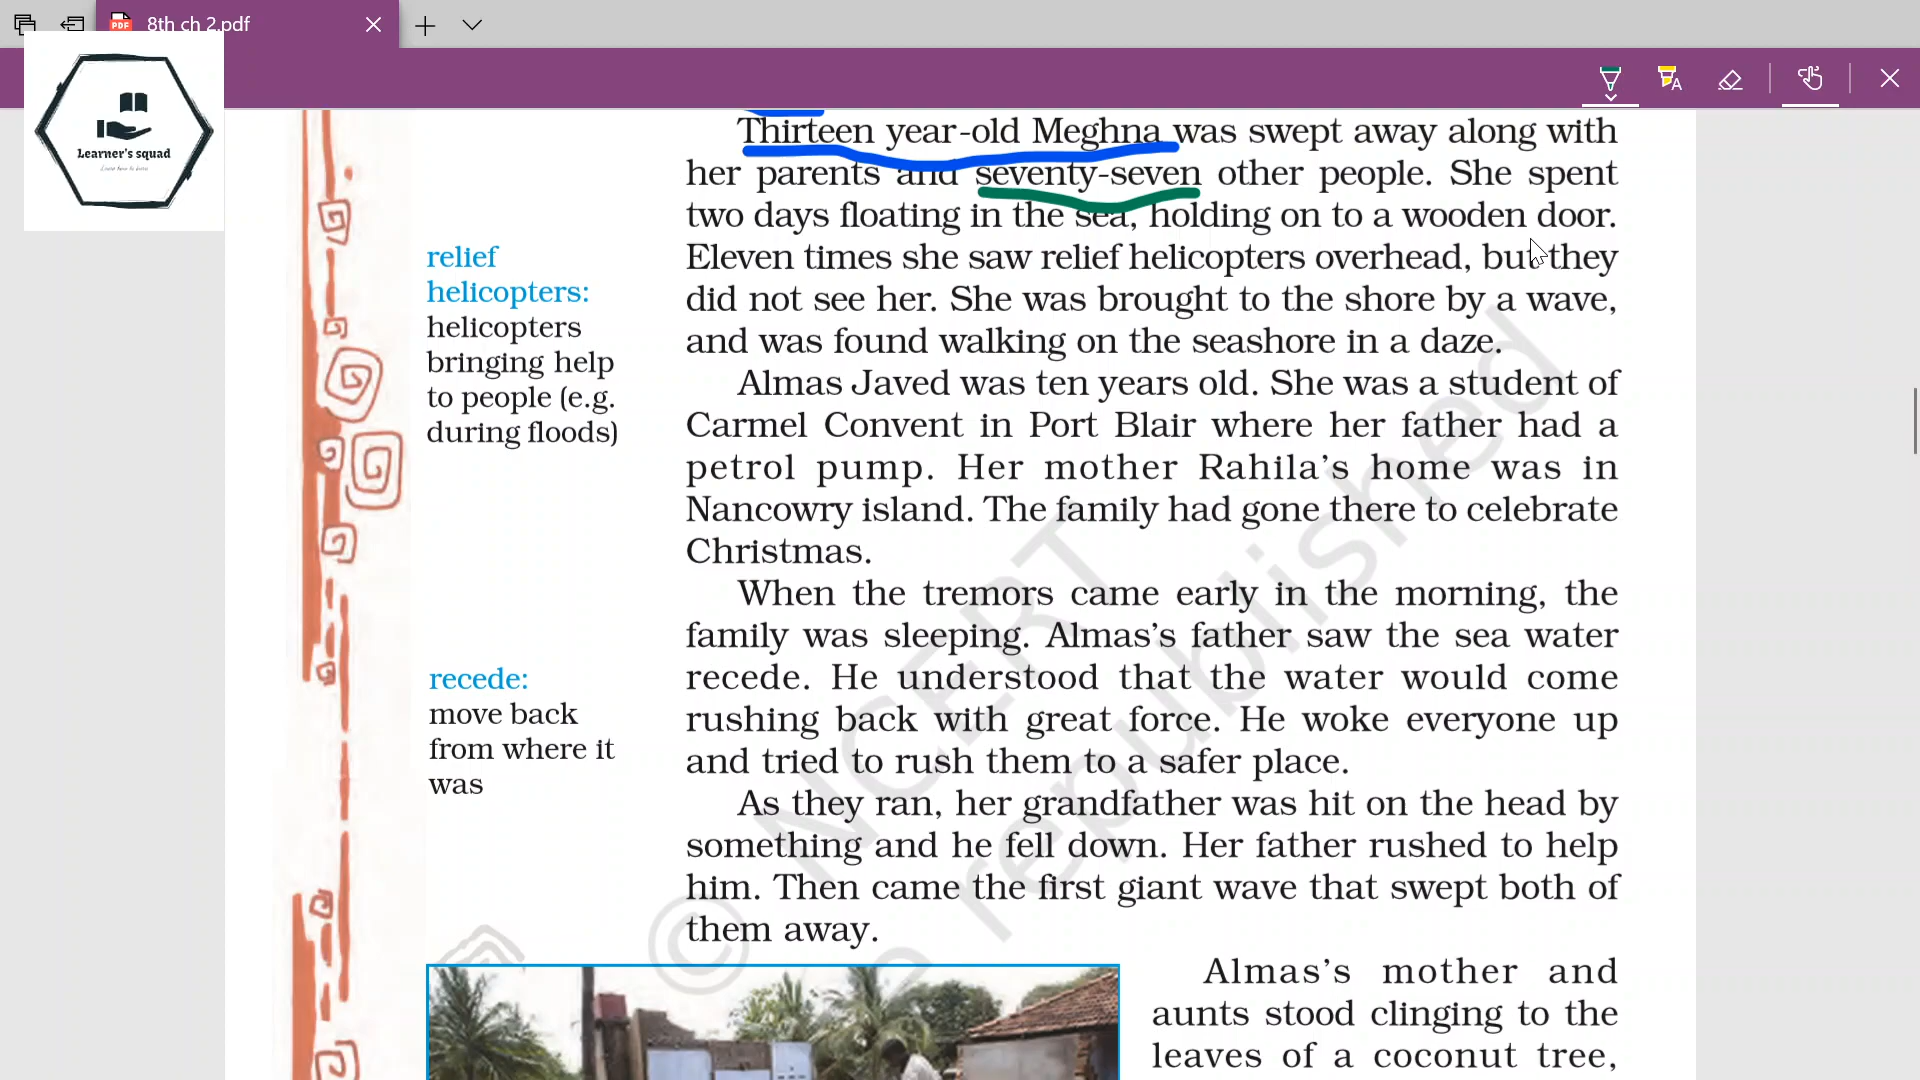 8th ch 2.pdf
Learner's squad
Thirteen year-old Meghna was swept away along with
her parents and seventy-seven other people. She spent
two days floating in the sea, holding on to a wooden door.
Eleven times she saw relief helicopters overhead, but they
did not see her. She was brought to the shore by a wave,
and was found walking on the seashore in a daze.
relief
helicopters:
helicopters
bringing help
to people (e.g.
during floods)
Almas Javed was ten years old. She was a student of
Carmel Convent in Port Blair where her father had a
petrol pump. Her mother Rahila's home was in
Nancowry island. The family had gone there to celebrate
Christmas.
When the tremors came early in the morning, the
family was sleeping. Almas's father saw the sea water
recede. He understood that the water would come
rushing back with great force. He woke everyone up
and tried to rush them to a safer place.
recede:
move back
from where it
was
As they ran, her grandfather was hit on the head by
something and he fell down. Her father rushed to help
him. Then came the first giant wave that swept both of
them away.
Almas's mother and
aunts stood clinging to the
leaves of a coconut tree,
© NCERT
republished